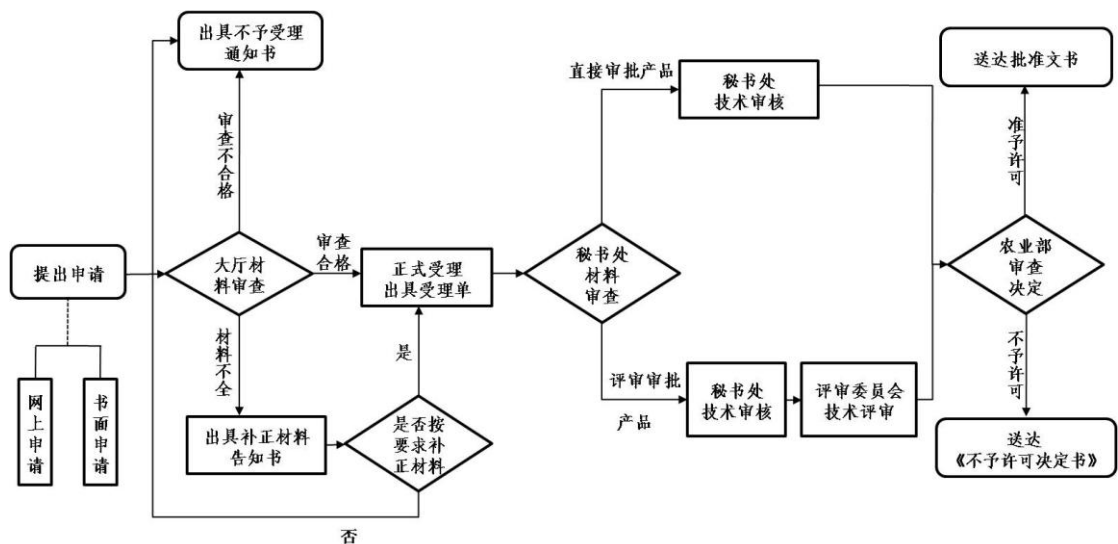 出具不予受理
通知书
审查不合格
提出申请
网上申请
书面申请
大厅材
料审查
审查
合格
材料不全
出具补正材料
告知书
是否按
要求补
正材料
是
否
正式受理
出具受理单
秘书处
材料
审查
直接审批产品
秘书处
技术审核
评审审批
产品
秘书处
技术审核
评审委员会
技术评审
农业部
审查
决定
准予许可
送达批准文书
不予许可
送达
《不予许可决定书》